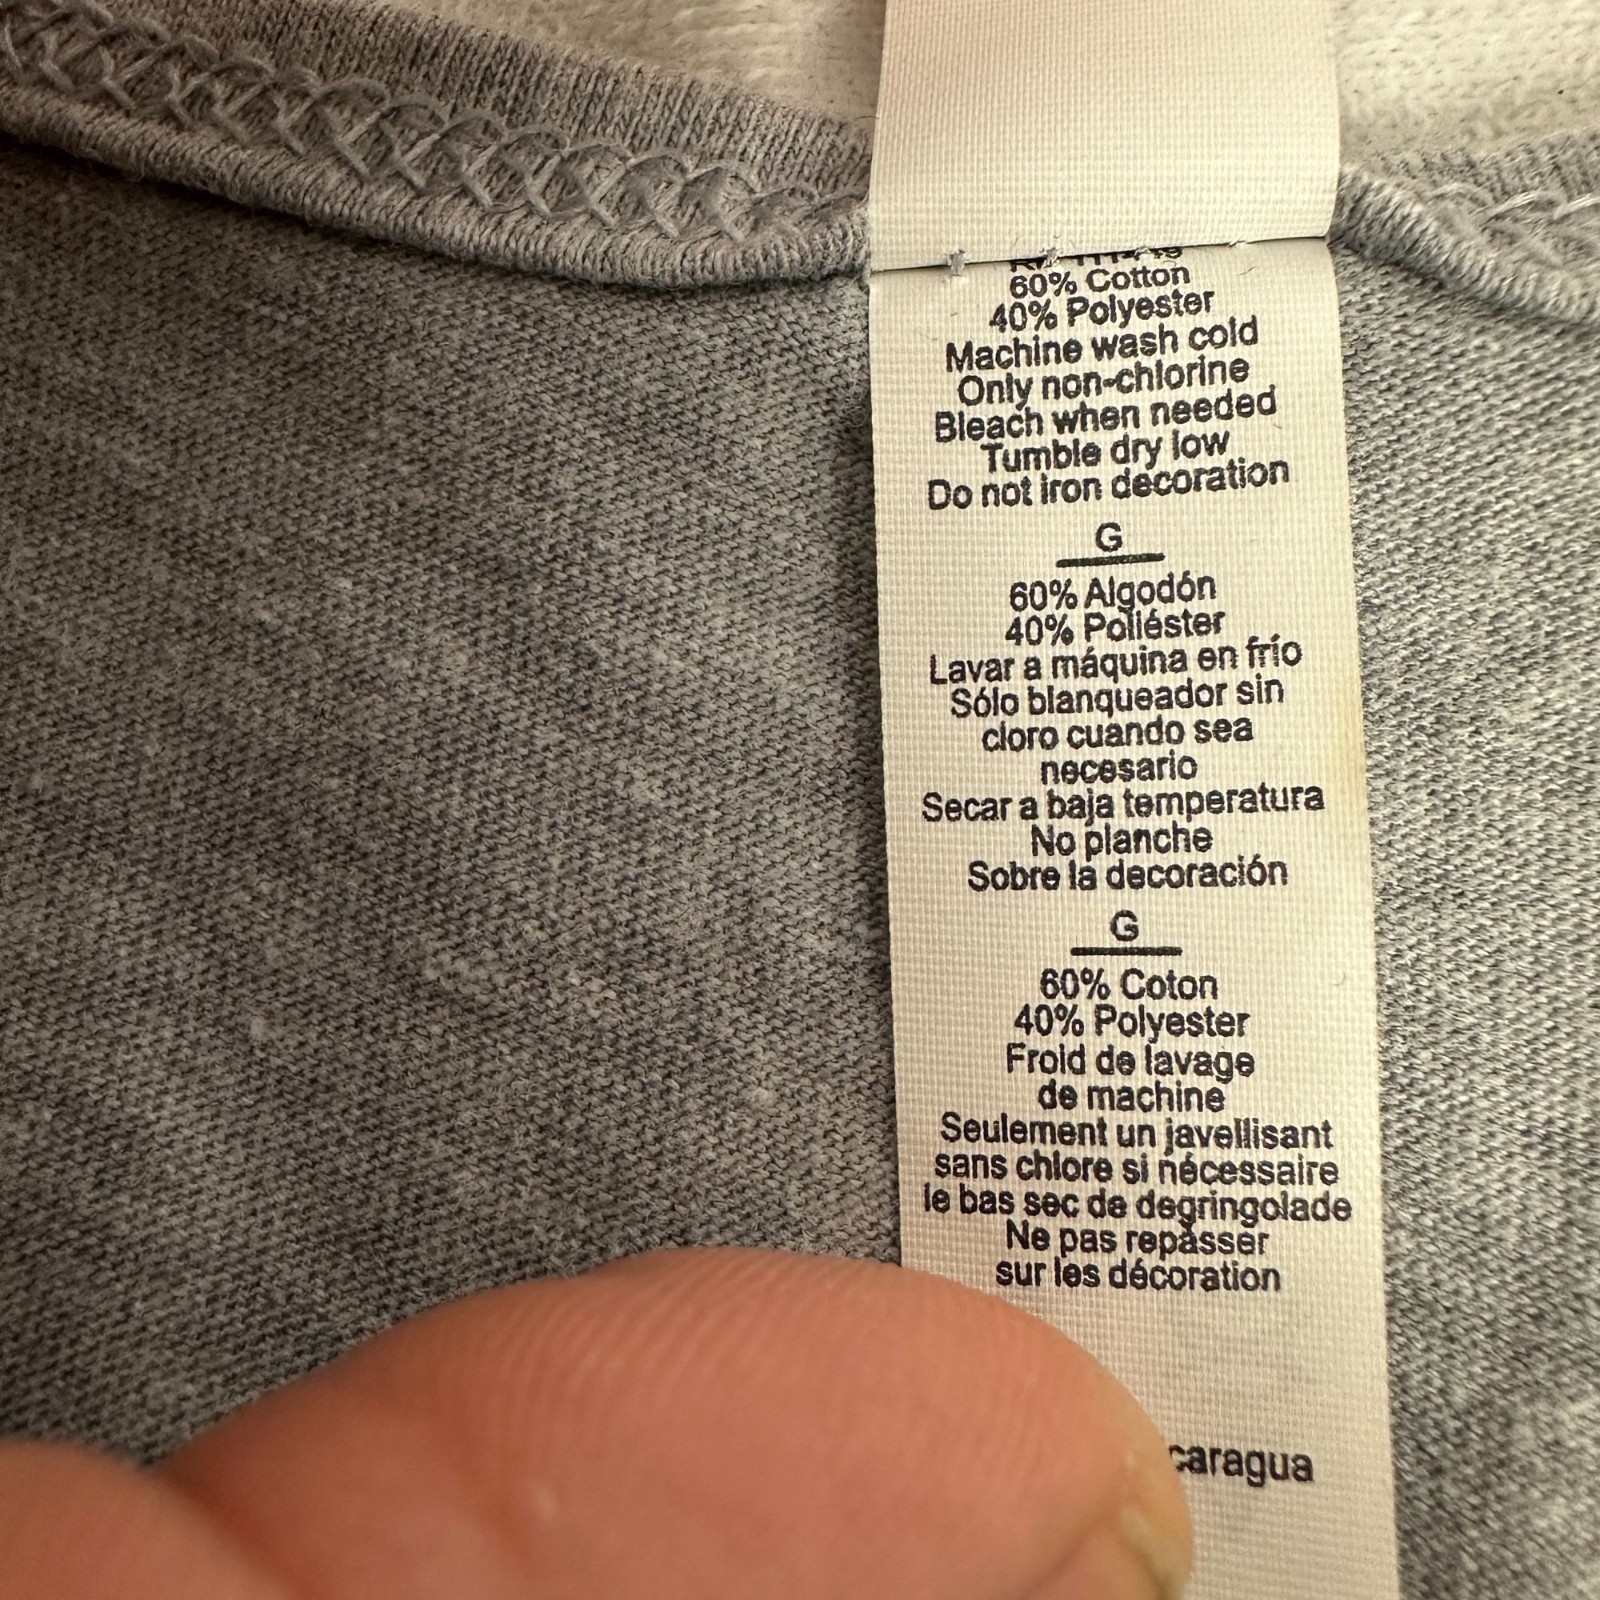 60% Cotton
40% Polyester
Machine wash cold
Only non-chlorine
Bleach when needed
Tumble dry low
Do not iron decoration
G
60% Algodón
40% Poliéster
Lavar a máquina en frío
Sólo blanqueador sin
cloro cuando sea
necesario
Secar a baja temperatura
No planche
Sobre la decoración
G
60% Coton
40% Polyester
Froid de lavage
de machine
Seulement un javellisant
sans chlore si nécessaire
le bas sec de degringolade
Ne pas repasser
sur les décoration
caragua